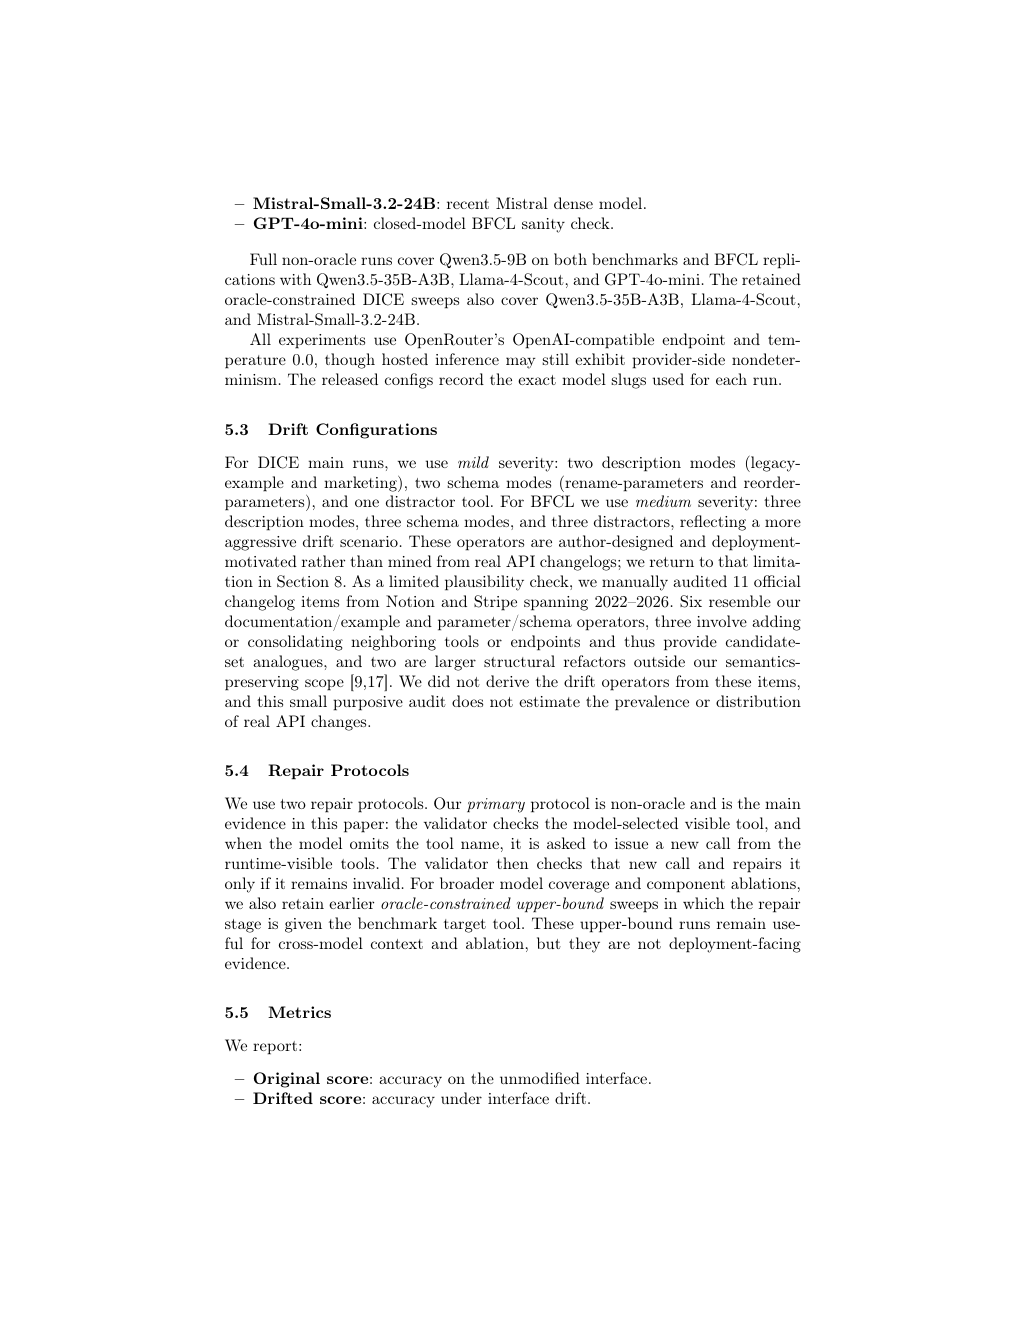 – Mistral-Small-3.2-24B: recent Mistral dense model.
– GPT-4o-mini: closed-model BFCL sanity check.
Full non-oracle runs cover Qwen3.5-9B on both benchmarks and BFCL repli-
cations with Qwen3.5-35B-A3B, Llama-4-Scout, and GPT-4o-mini. The retained
oracle-constrained DICE sweeps also cover Qwen3.5-35B-A3B, Llama-4-Scout,
and Mistral-Small-3.2-24B.
All experiments use OpenRouter's OpenAI-compatible endpoint and tem-
perature 0.0, though hosted inference may still exhibit provider-side nondeter-
minism. The released configs record the exact model slugs used for each run.
5.3 Drift Configurations
For DICE main runs, we use mild severity: two description modes (legacy-
example and marketing), two schema modes (rename-parameters and reorder-
parameters), and one distractor tool. For BFCL we use medium severity: three
description modes, three schema modes, and three distractors, reflecting a more
aggressive drift scenario. These operators are author-designed and deployment-
motivated rather than mined from real API changelogs; we return to that limita-
tion in Section 8. As a limited plausibility check, we manually audited 11 official
changelog items from Notion and Stripe spanning 2022–2026. Six resemble our
documentation/example and parameter/schema operators, three involve adding
or consolidating neighboring tools or endpoints and thus provide candidate-
set analogues, and two are larger structural refactors outside our semantics-
preserving scope [9,17]. We did not derive the drift operators from these items,
and this small purposive audit does not estimate the prevalence or distribution
of real API changes.
5.4 Repair Protocols
We use two repair protocols. Our primary protocol is non-oracle and is the main
evidence in this paper: the validator checks the model-selected visible tool, and
when the model omits the tool name, it is asked to issue a new call from the
runtime-visible tools. The validator then checks that new call and repairs it
only if it remains invalid. For broader model coverage and component ablations,
we also retain earlier oracle-constrained upper-bound sweeps in which the repair
stage is given the benchmark target tool. These upper-bound runs remain use-
ful for cross-model context and ablation, but they are not deployment-facing
evidence.
5.5 Metrics
We report:
– Original score: accuracy on the unmodified interface.
– Drifted score: accuracy under interface drift.